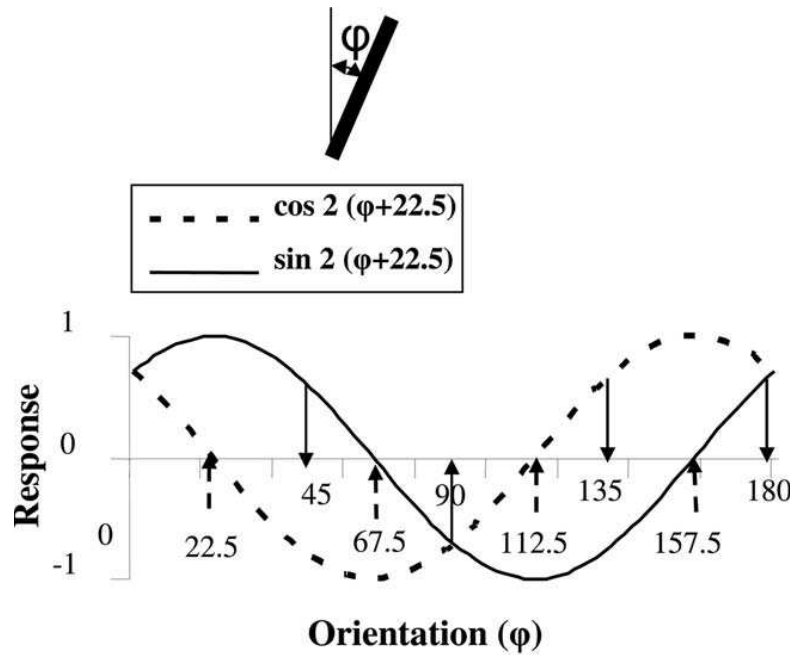 φ
cos 2 (φ+22.5)
sin 2 (φ+22.5)
1
0
-1
Response
0
45
90
135
180
22.5
67.5
112.5
157.5
Orientation (φ)